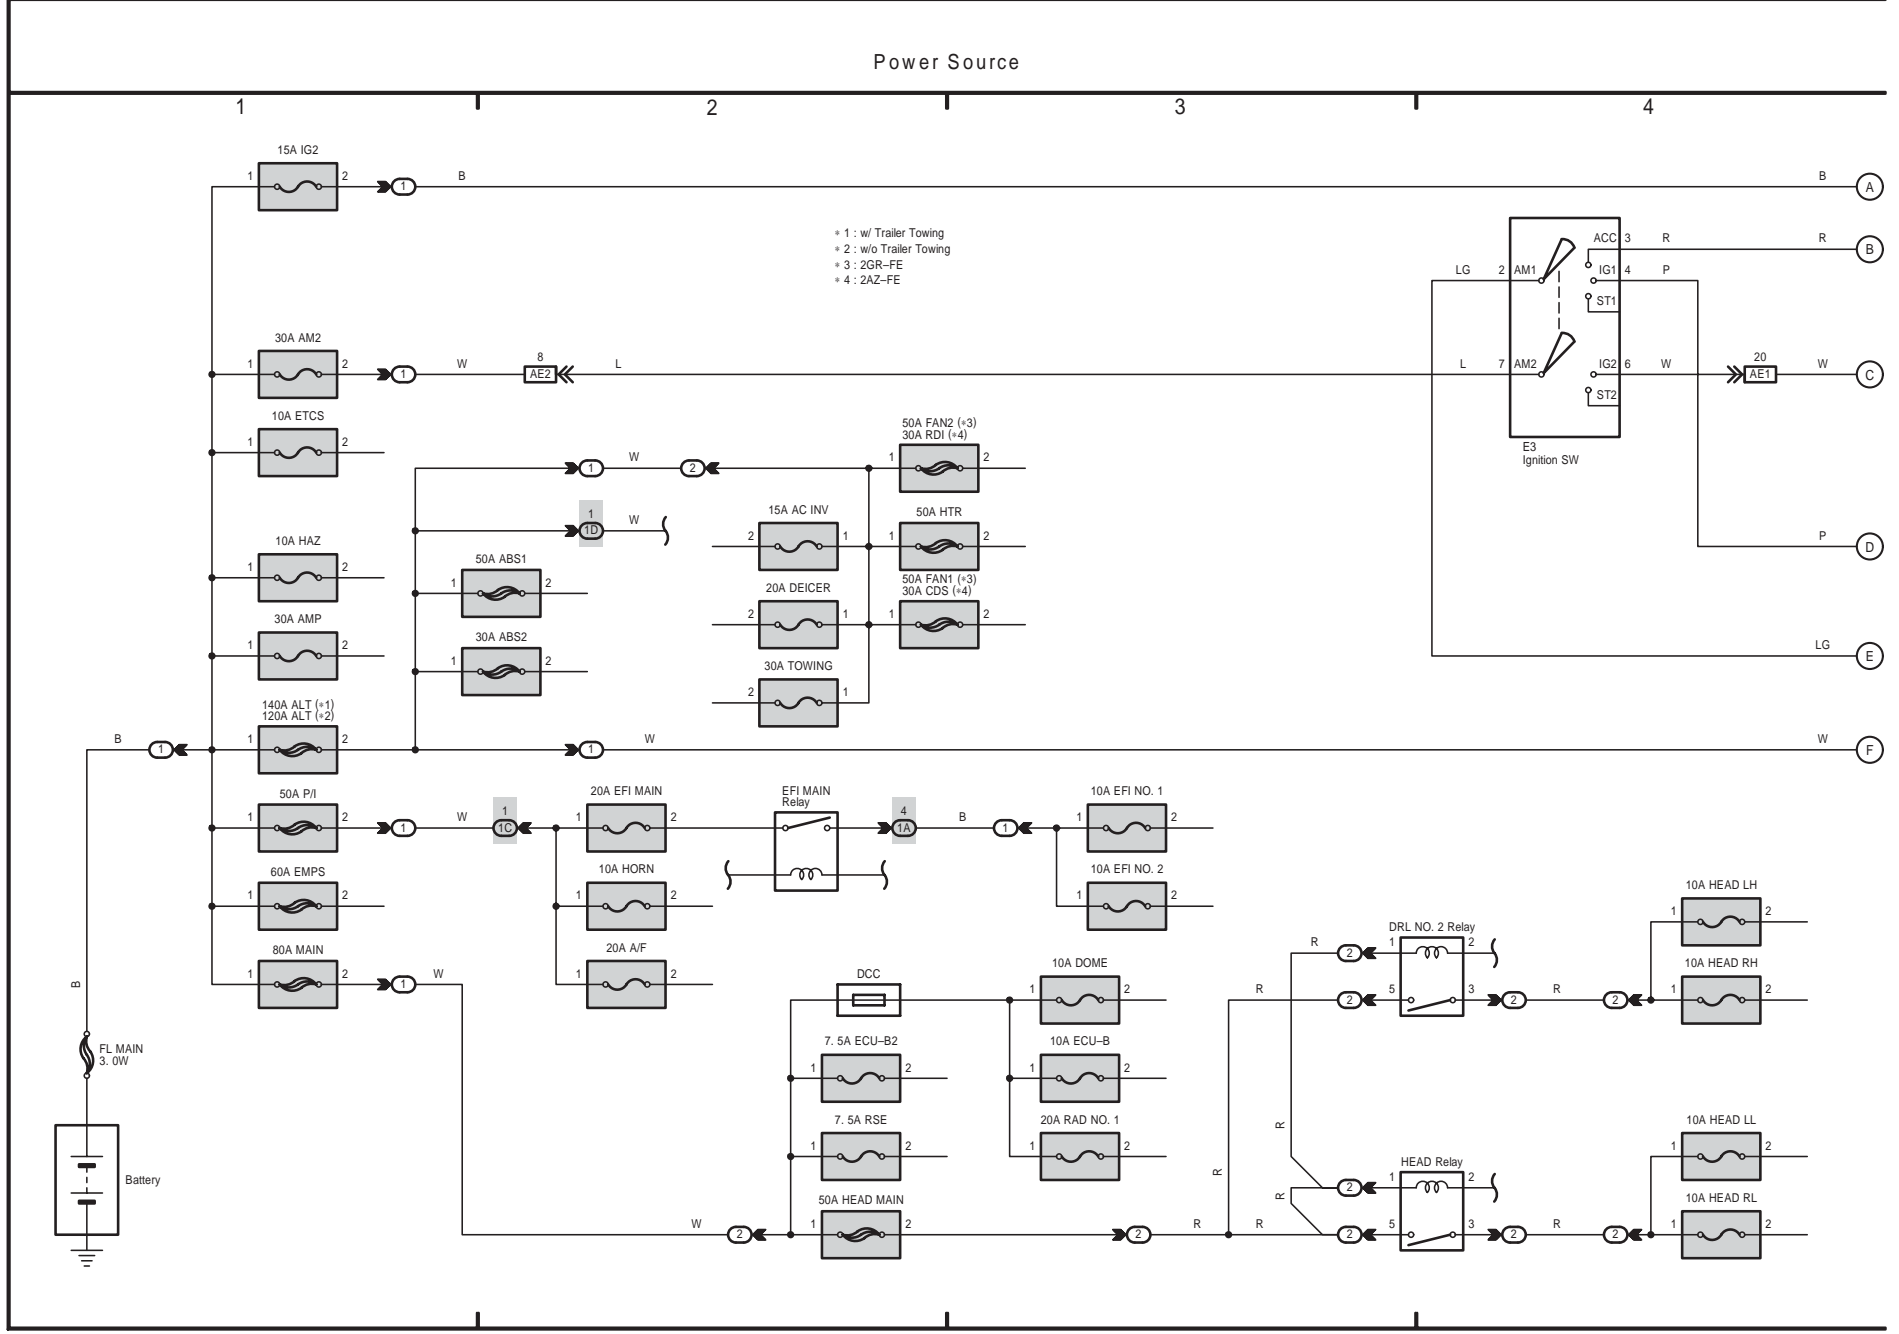 Power Source
1 2 3 4
15A IG2
1 2 1 B B A
* 1 : w/ Trailer Towing
* 2 : w/o Trailer Towing
* 3 : 2GR–FE
* 4 : 2AZ–FE
ACC 3 R R B
LG 2 AM1 IG1 4 P
ST1
30A AM2
1 2 1 W 8 AE2 L L 7 AM2 IG2 6 W 20 AE1 W C
ST2
E3
Ignition SW
10A ETCS
1 2
50A FAN2 (*3)
30A RDI (*4)
1 W 2 1 2
1
1D W
15A AC INV
2 1
50A HTR
1 2
P D
10A HAZ
1 2
50A ABS1
1 2
20A DEICER
2 1
50A FAN1 (*3)
30A CDS (*4)
1 2
30A AMP
1 2
30A ABS2
1 2
30A TOWING
2 1
LG E
140A ALT (*1)
120A ALT (*2)
B 1 1 2 1 W W F
50A P/I
1 2 1 W 1 1C
20A EFI MAIN
1 2
EFI MAIN
Relay
4
1A B 1
10A EFI NO. 1
1 2
60A EMPS
1 2
10A HORN
1 2
10A EFI NO. 2
1 2
80A MAIN
1 2 1 W
20A A/F
1 2
DCC
10A DOME
1 2
DRL NO. 2 Relay
R 2 1 2
R 2 5 3 2 R 2
10A HEAD LH
1 2
10A HEAD RH
1 2
B
FL MAIN
3. 0W
7. 5A ECU–B2
1 2
10A ECU–B
1 2
7. 5A RSE
1 2
20A RAD NO. 1
1 2
R
R
R
HEAD Relay
2 1 2
10A HEAD LL
1 2
Battery
50A HEAD MAIN
W 2 1 2 2 R R 2 5 3 2 R 2
10A HEAD RL
1 2